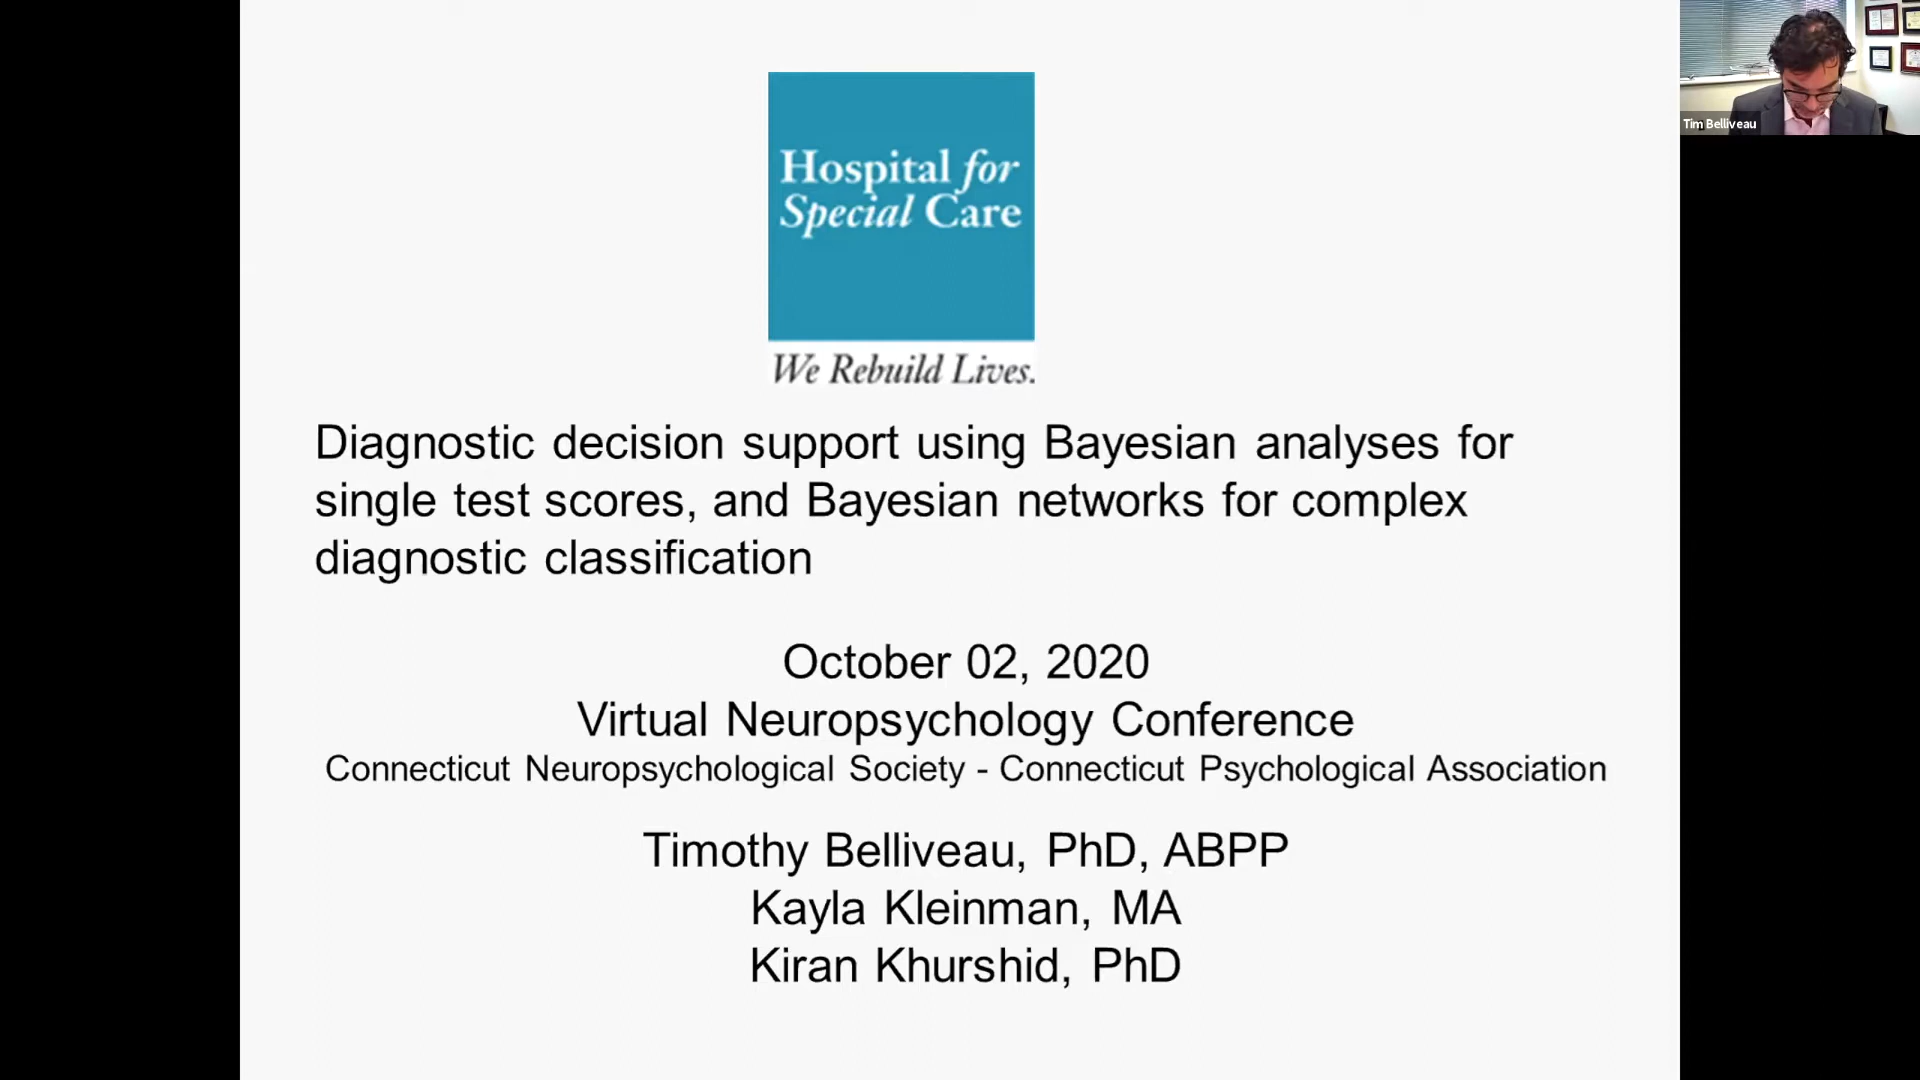 Hospital for
Special Care
We Rebuild Lives.
Diagnostic decision support using Bayesian analyses for
single test scores, and Bayesian networks for complex
diagnostic classification
October 02, 2020
Virtual Neuropsychology Conference
Connecticut Neuropsychological Society - Connecticut Psychological Association
Timothy Belliveau, PhD, ABPP
Kayla Kleinman, MA
Kiran Khurshid, PhD
Tim Belliveau